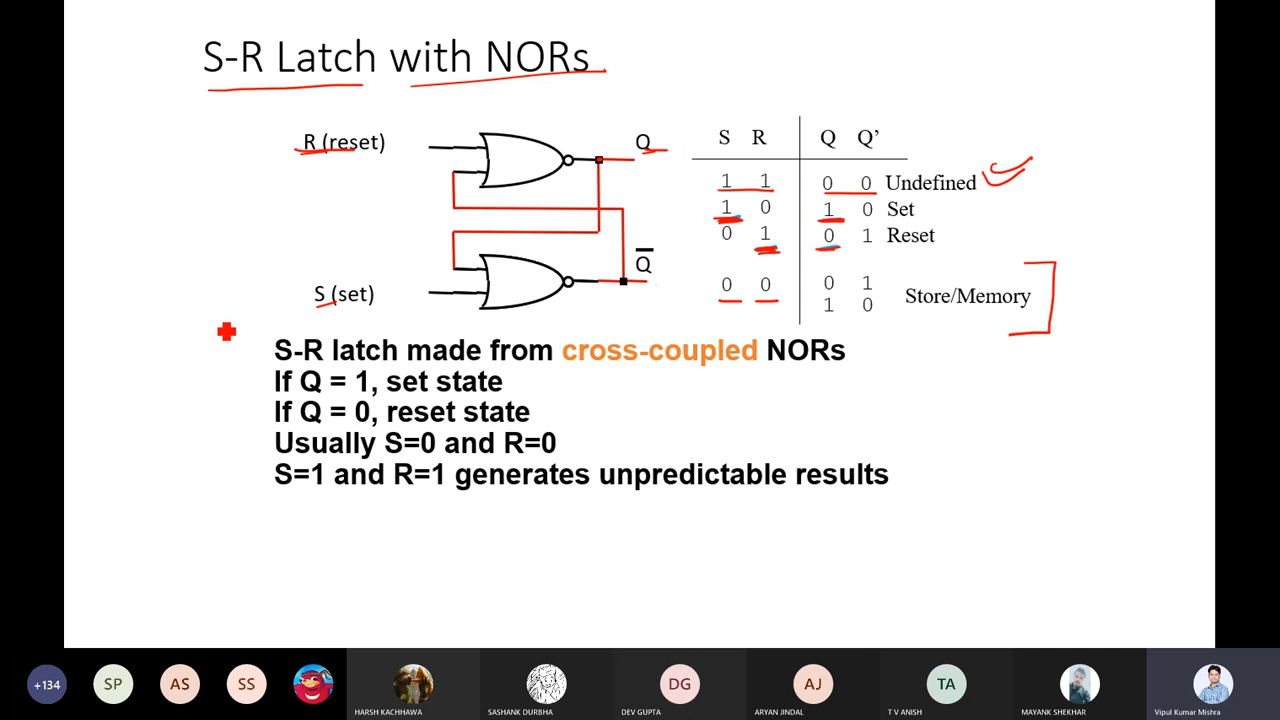 S-R Latch with NORs
R (reset)
Q
S (set)
Q
S R Q Q’
1 1 0 0 Undefined
1 0 1 0 Set
0 1 0 1 Reset
0 0 0 1
1 0
Store/Memory
S-R latch made from cross-coupled NORs
If Q = 1, set state
If Q = 0, reset state
Usually S=0 and R=0
S=1 and R=1 generates unpredictable results
+134 SP AS SS DG AJ TA
HARSH KACHHAWA SASHANK DURBHA DEV GUPTA ARYAN JINDAL T V ANISH MAYANK SHEKHAR Vipul Kumar Mishra